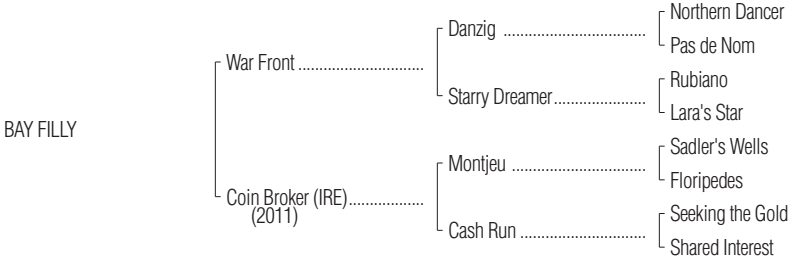 Northern Dancer
Danzig ..................................
Pas de Nom
War Front ..............................
Rubiano
Starry Dreamer......................
Lara's Star
BAY FILLY
Sadler's Wells
Montjeu ................................
Floripedes
Coin Broker (IRE)..................
(2011)
Seeking the Gold
Cash Run ..............................
Shared Interest